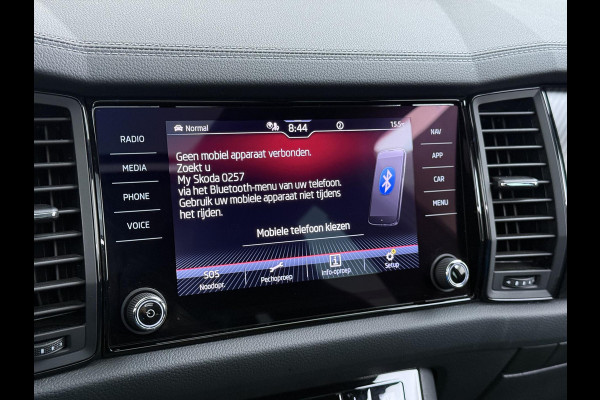 RADIO
MEDIA
PHONE
VOICE
Normal
8:44
15.5
Geen mobiel apparaat verbonden.
Zoekt u
My Skoda 0257
via het Bluetooth-menu van uw telefoon.
Gebruik uw mobiele apparaat niet tijdens
het rijden.
Mobiele telefoon kiezen
SOS
Noodopr.
Pechoproep
Info-oproep
Setup
NAV
APP
CAR
MENU